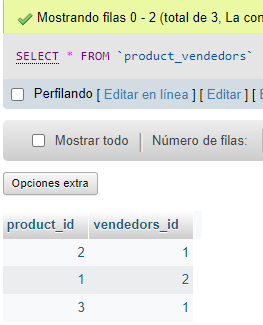 Mostrando filas 0 - 2 (total de 3, La con
SELECT * FROM `product_vendedors`
Perfilando [ Editar en línea ] [ Editar ] [
Mostrar todo Número de filas:
Opciones extra
product_id vendedors_id
2 1
1 2
3 1